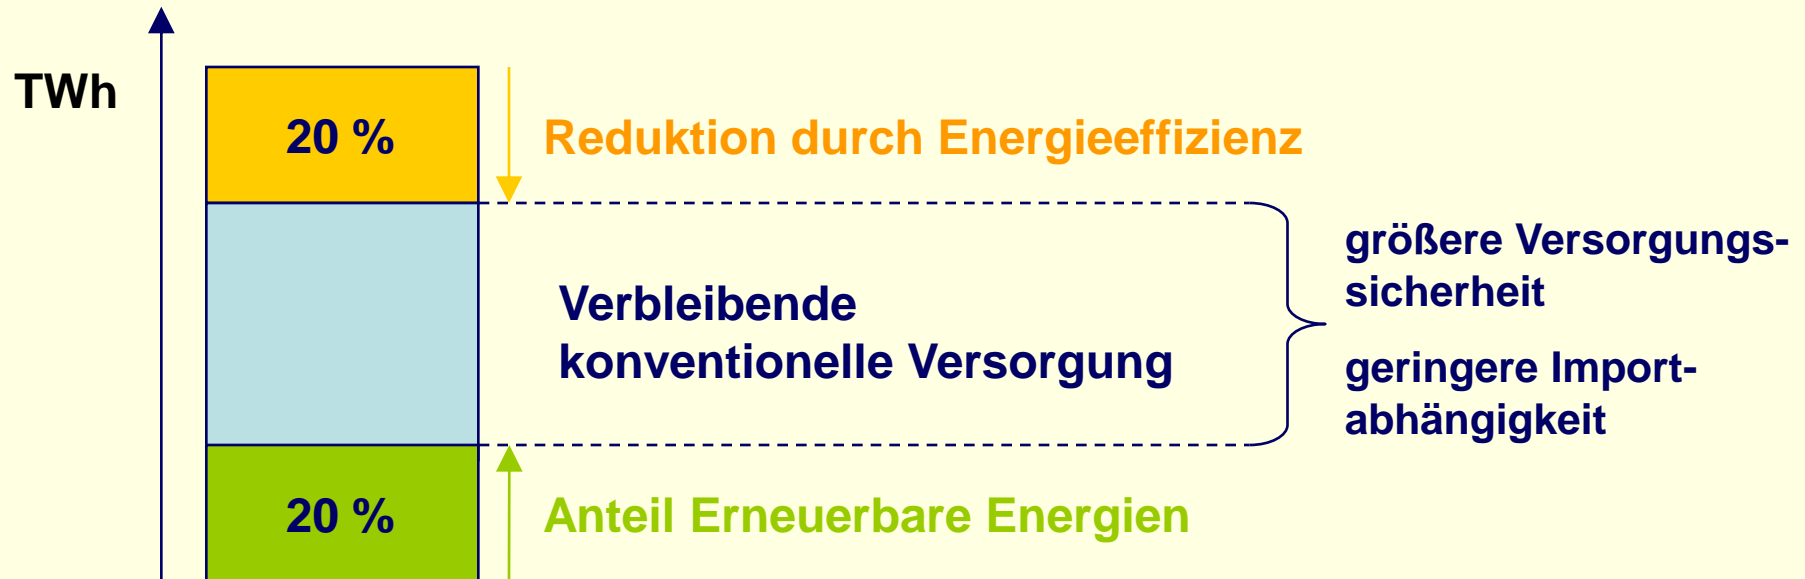 TWh
20 %
Reduktion durch Energieeffizienz
Verbleibende
konventionelle Versorgung
größere Versorgungs-
sicherheit
geringere Import-
abhängigkeit
20 %
Anteil Erneuerbare Energien